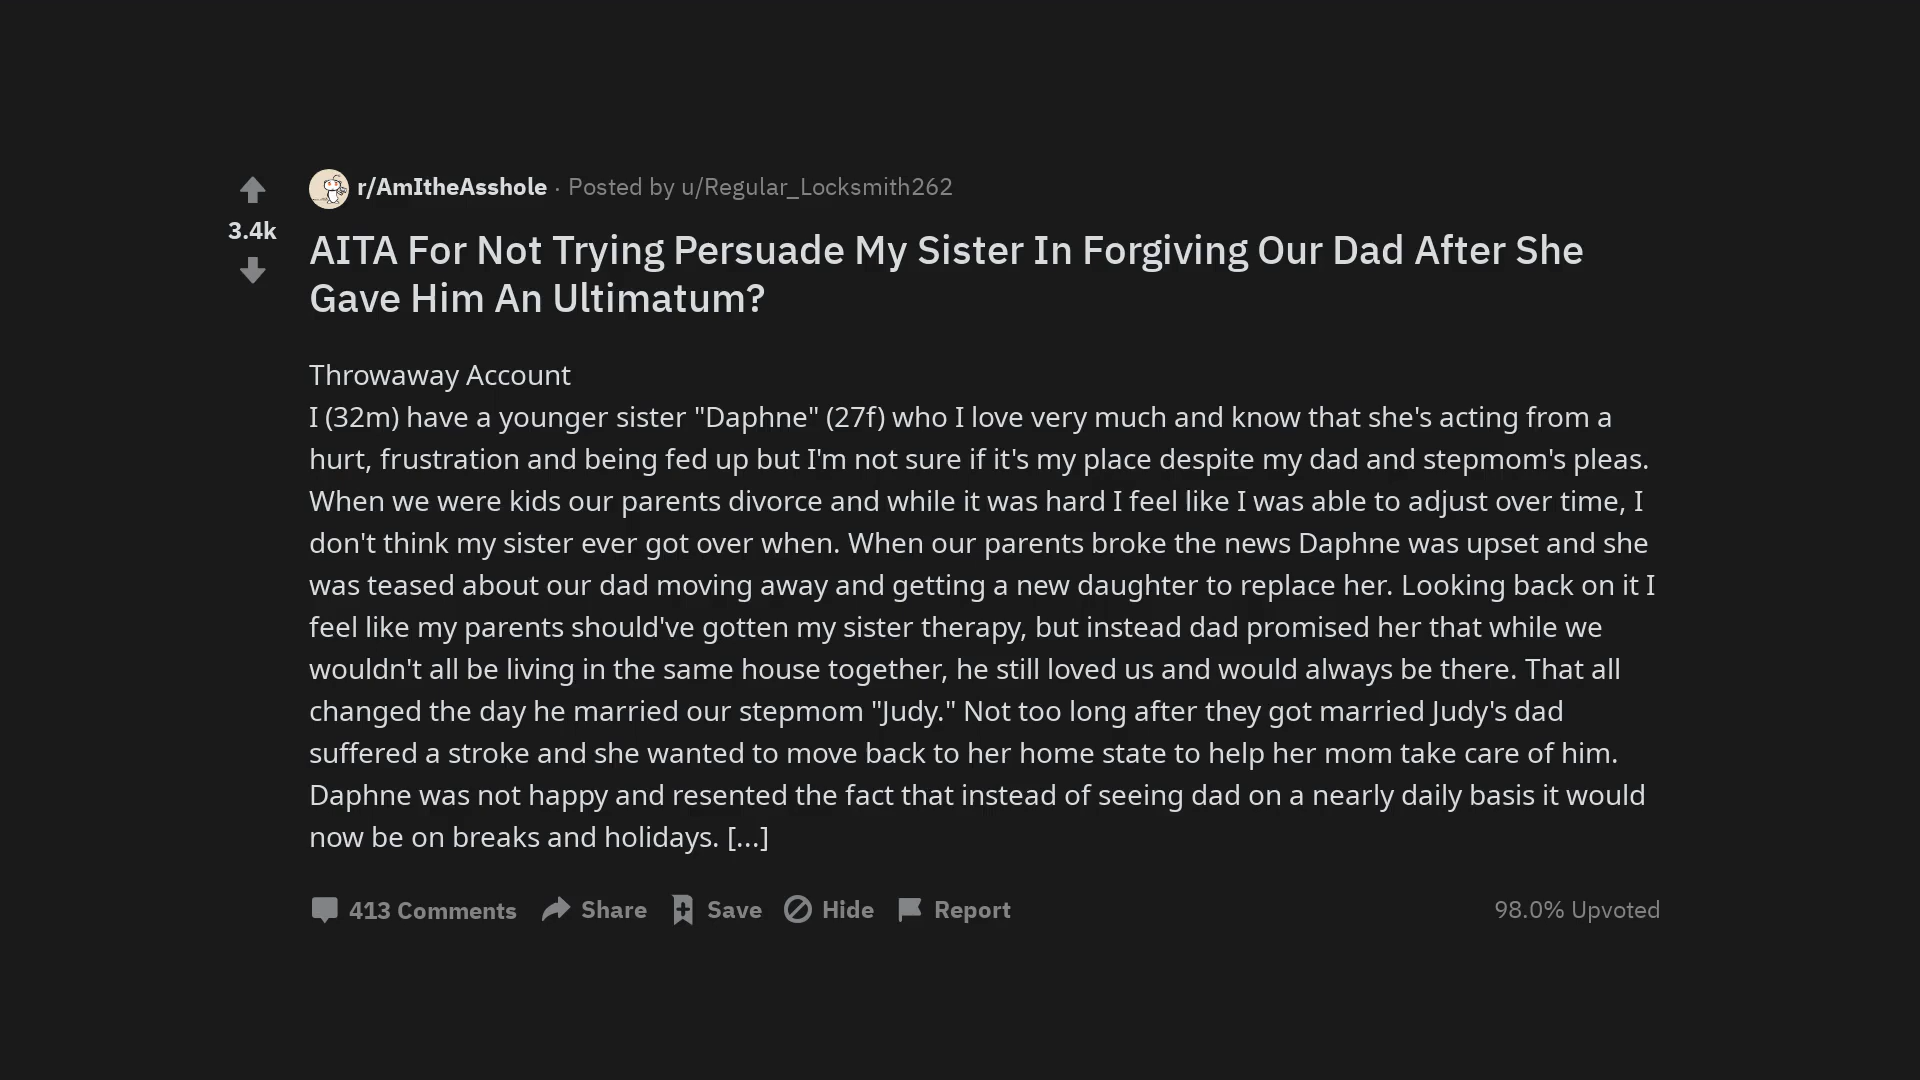 r/AmItheAsshole · Posted by u/Regular_Locksmith262
3.4k
AITA For Not Trying Persuade My Sister In Forgiving Our Dad After She
Gave Him An Ultimatum?
Throwaway Account
I (32m) have a younger sister "Daphne" (27f) who I love very much and know that she's acting from a
hurt, frustration and being fed up but I'm not sure if it's my place despite my dad and stepmom's pleas.
When we were kids our parents divorce and while it was hard I feel like I was able to adjust over time, I
don't think my sister ever got over when. When our parents broke the news Daphne was upset and she
was teased about our dad moving away and getting a new daughter to replace her. Looking back on it I
feel like my parents should've gotten my sister therapy, but instead dad promised her that while we
wouldn't all be living in the same house together, he still loved us and would always be there. That all
changed the day he married our stepmom "Judy." Not too long after they got married Judy's dad
suffered a stroke and she wanted to move back to her home state to help her mom take care of him.
Daphne was not happy and resented the fact that instead of seeing dad on a nearly daily basis it would
now be on breaks and holidays. [...]
413 Comments Share Save Hide Report 98.0% Upvoted